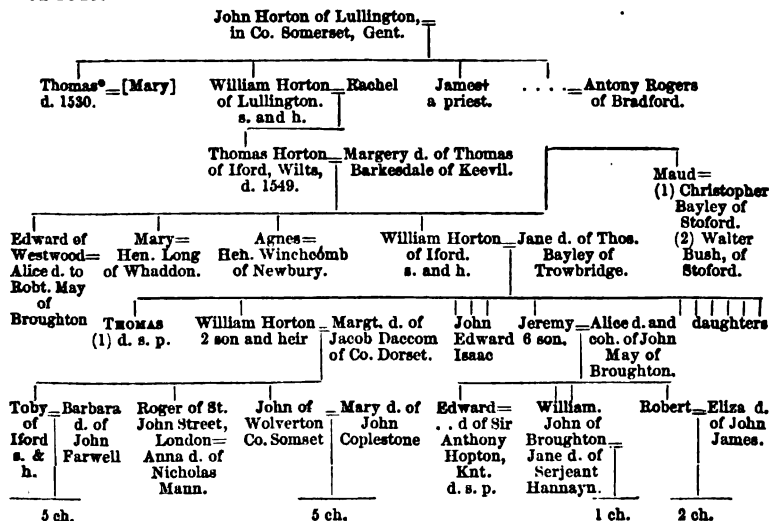 John Horton of Lullington,
in Co. Somerset, Gent.
Thomas*=[Mary]
d. 1530.
William Horton=Rachel
of Lullington.
s. and h.
James†
a priest.
. . . .=Antony Rogers
of Bradford.
Thomas Horton=Margery d. of Thomas
of Iford, Wilts, Barkesdale of Keevil.
d. 1549.
Maud=
(1) Christopher
Bayley of
Stoford.
(2) Walter
Bush, of
Stoford.
Edward of
Westwood=
Alice d. to
Robt. May
of
Broughton
Mary=
Hen. Long
of Whaddon.
Agnes=
Heh. Winchcomb
of Newbury.
William Horton=Jane d. of Thos.
of Iford. Bayley of
s. and h. Trowbridge.
THOMAS
(1) d. s. p.
William Horton=Margt. d. of
2 son and heir Jacob Daccom
of Co. Dorset.
John
Edward
Isaac
Jeremy=Alice d. and
6 son. coh. of John
May of
Broughton.
daughters
Toby=Barbara
of d. of
Iford John
s. & Farwell
h.
Roger of St.
John Street,
London=
Anna d. of
Nicholas
Mann.
John of=Mary d. of
Wolverton John
Co. Somset Coplestone
Edward=
. . d of Sir
Anthony
Hopton,
Knt.
d. s. p.
William.
John of
Broughton=
Jane d. of
Serjeant
Hannayn.
Robert=Eliza d.
of John
James.
5 ch. 5 ch. 1 ch. 2 ch.